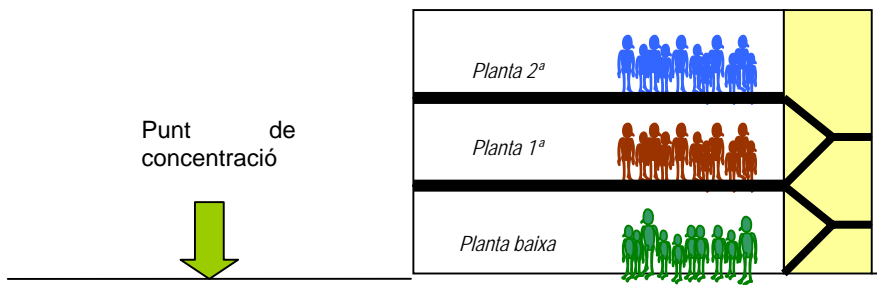 Planta 2ª
Punt de
concentració
Planta 1ª
Planta baixa